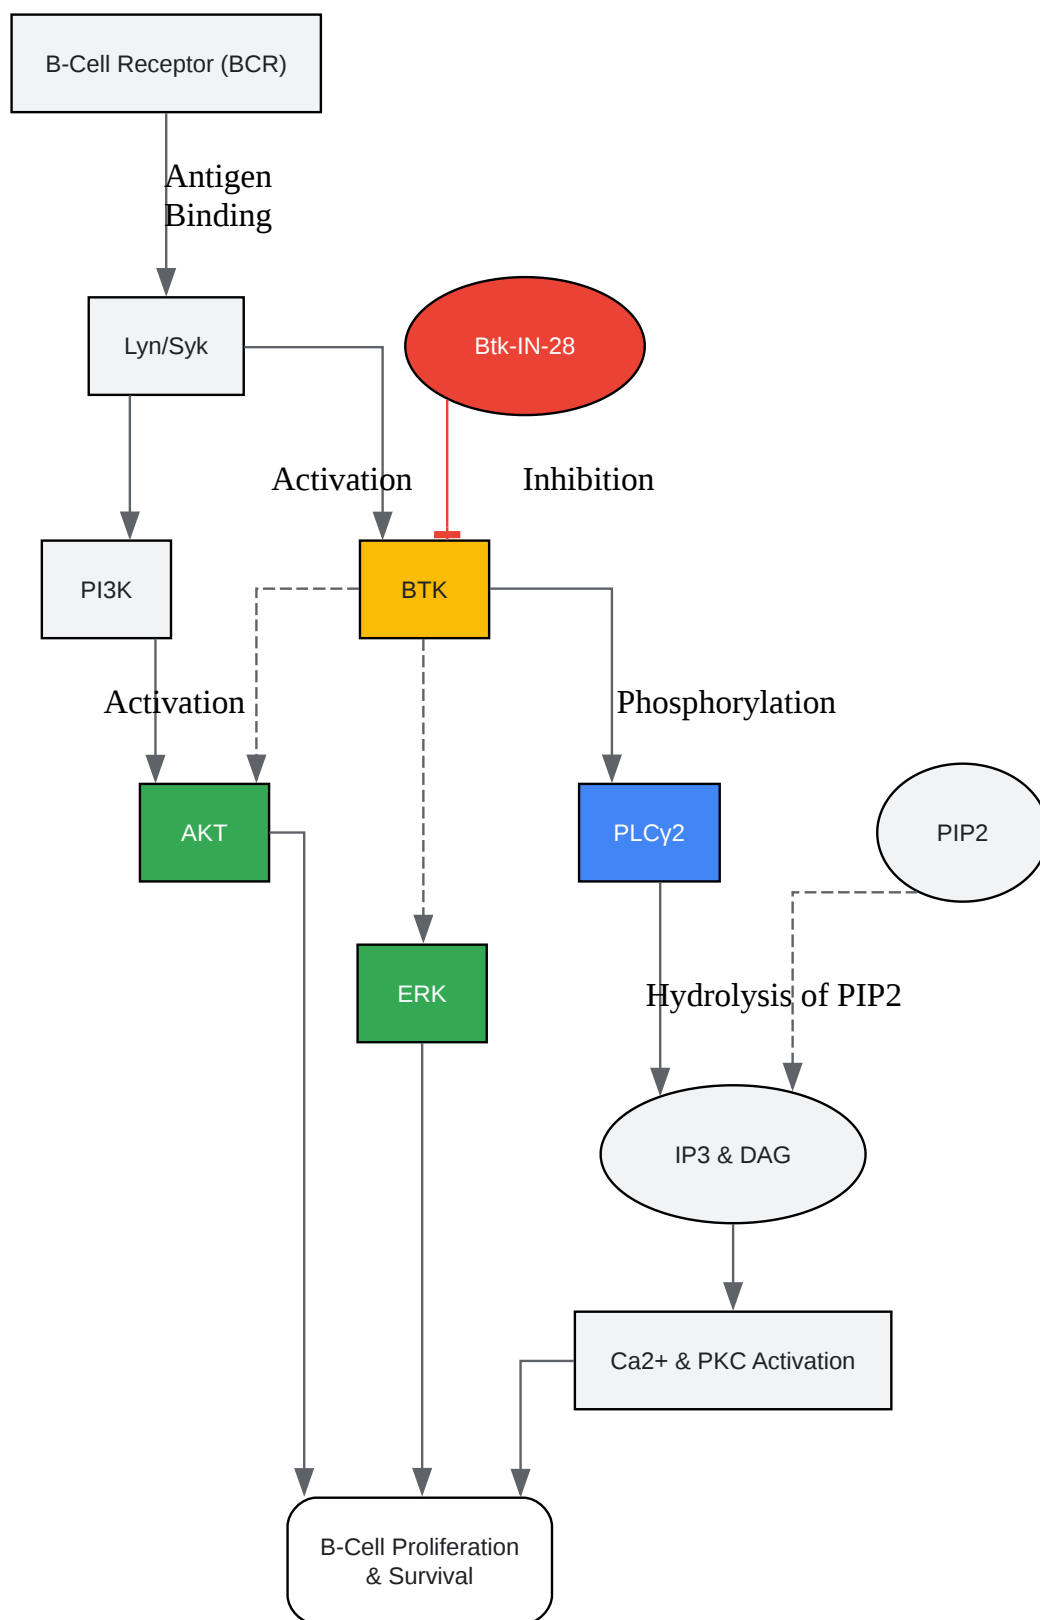 B-Cell Receptor (BCR)
Antigen
Binding
Lyn/Syk
Btk-IN-28
Activation
Inhibition
PI3K
BTK
Activation
Phosphorylation
AKT
PLCγ2
PIP2
ERK
Hydrolysis of PIP2
IP3 & DAG
Ca2+ & PKC Activation
B-Cell Proliferation
& Survival